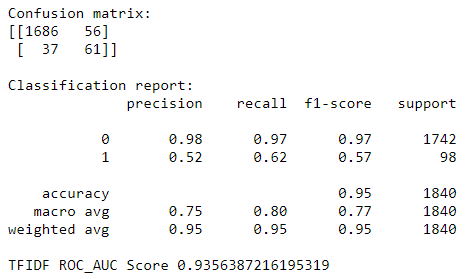 Confusion matrix:
[[1686   56]
 [  37   61]]
Classification report:
              precision    recall  f1-score   support
           0       0.98      0.97      0.97      1742
           1       0.52      0.62      0.57        98
    accuracy                           0.95      1840
   macro avg       0.75      0.80      0.77      1840
weighted avg       0.95      0.95      0.95      1840
TFIDF ROC_AUC Score 0.9356387216195319